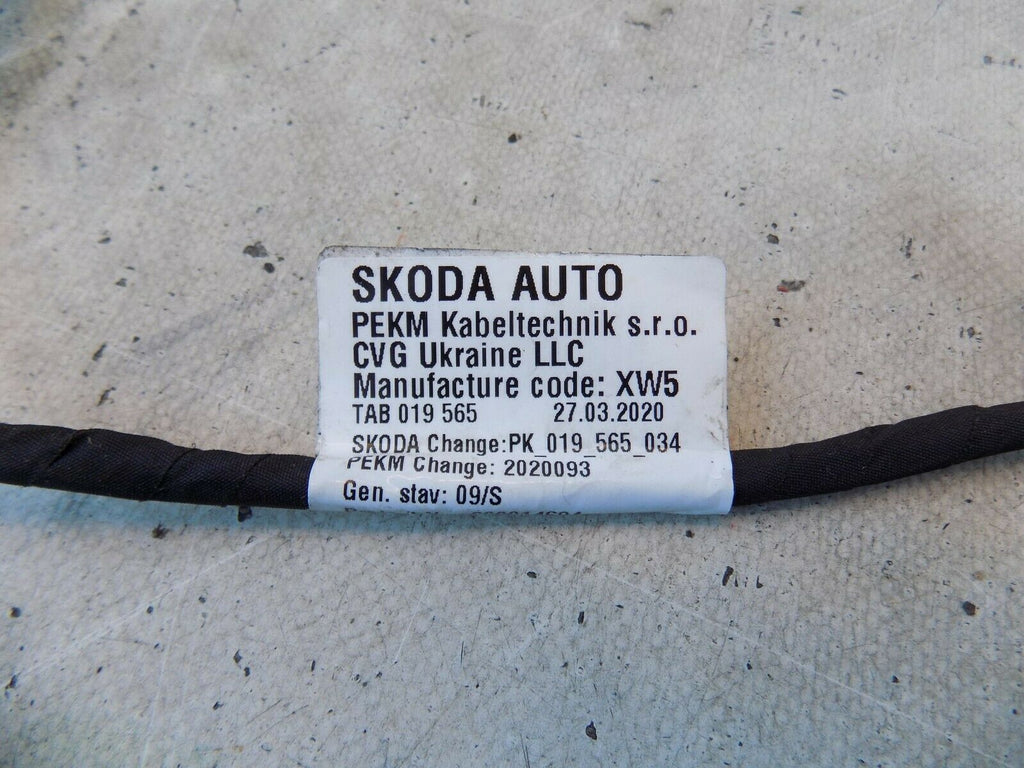 SKODA AUTO
PEKM Kabeltechnik s.r.o.
CVG Ukraine LLC
Manufacture code: XW5
TAB 019 565 27.03.2020
SKODA Change:PK_019_565_034
PEKM Change: 2020093
Gen. stav: 09/S